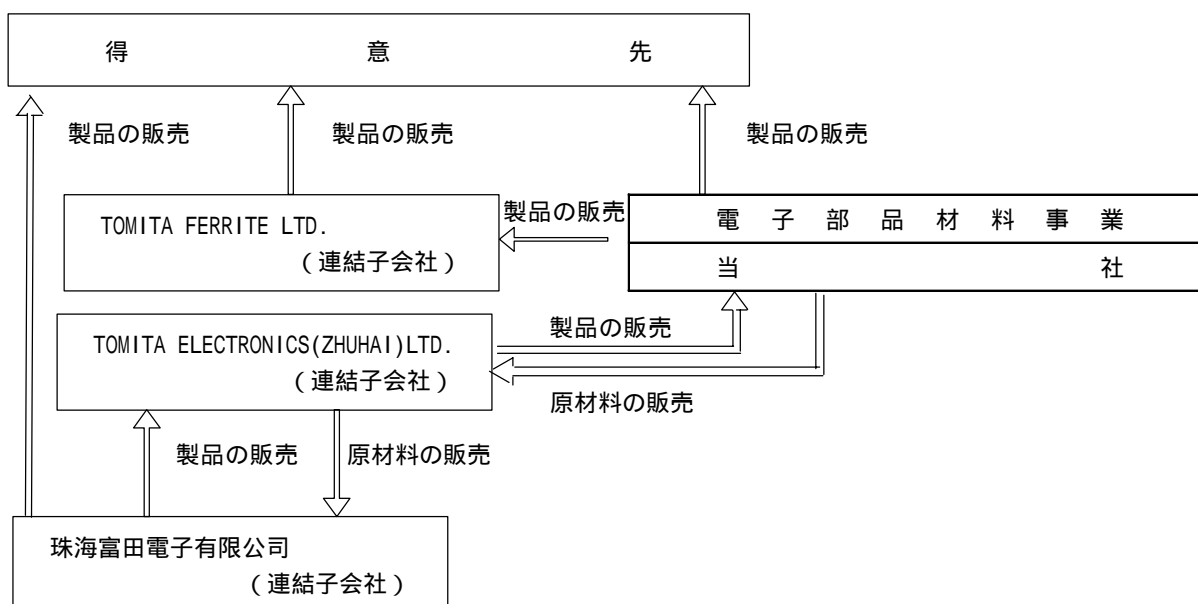 得意先
製品の販売
製品の販売
製品の販売
TOMITA FERRITE LTD.
(連結子会社)
製品の販売
電子部品材料事業
当社
TOMITA ELECTRONICS(ZHUHAI)LTD.
(連結子会社)
製品の販売
原材料の販売
製品の販売
原材料の販売
珠海富田電子有限公司
(連結子会社)